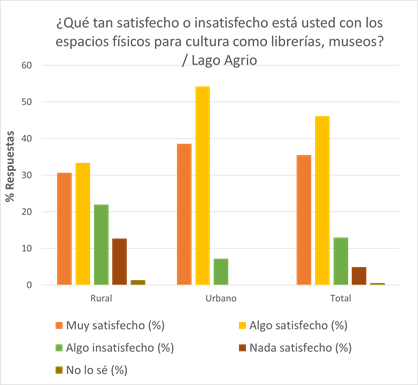 ¿Qué tan satisfecho o insatisfecho está usted con los
espacios físicos para cultura como librerías, museos?
/ Lago Agrio
60
50
40
30
20
10
0
% Respuestas
Rural
Urbano
Total
Muy satisfecho (%)
Algo satisfecho (%)
Algo insatisfecho (%)
Nada satisfecho (%)
No lo sé (%)